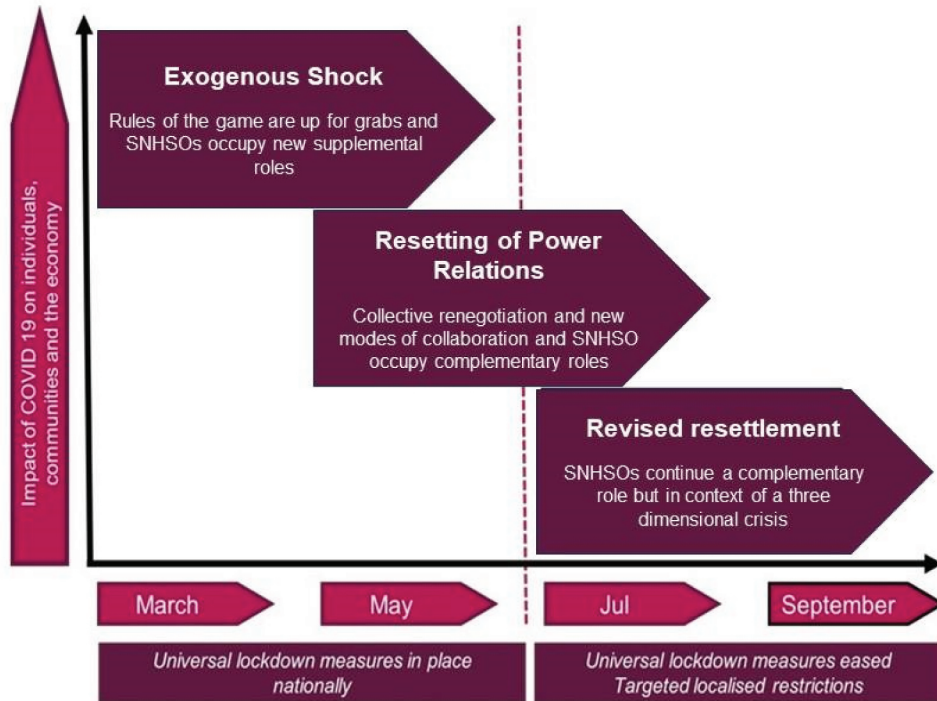 Impact of COVID 19 on individuals,
communities and the economy
Exogenous Shock
Rules of the game are up for grabs and
SNHSOs occupy new supplemental
roles
Resetting of Power
Relations
Collective renegotiation and new
modes of collaboration and SNHSO
occupy complementary roles
Revised resettlement
SNHSOs continue a complementary
role but in context of a three
dimensional crisis
March
May
Jul
September
Universal lockdown measures in place
nationally
Universal lockdown measures eased
Targeted localised restrictions